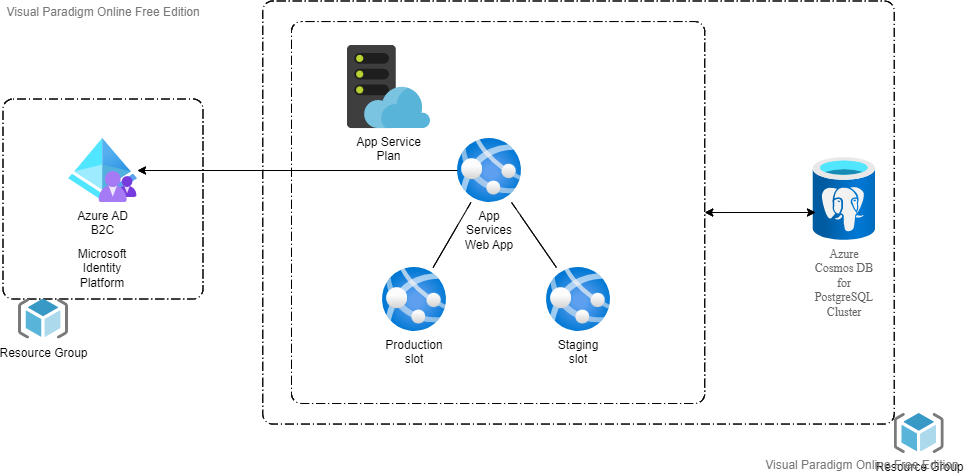 Visual Paradigm Online Free Edition
App Service
Plan
Azure AD
B2C
Microsoft
Identity
Platform
App
Services
Web App
Azure
Cosmos DB
for
PostgreSQL
Cluster
Production
slot
Staging
slot
Resource Group
Visual Paradigm Online Free Edition
Resource Group